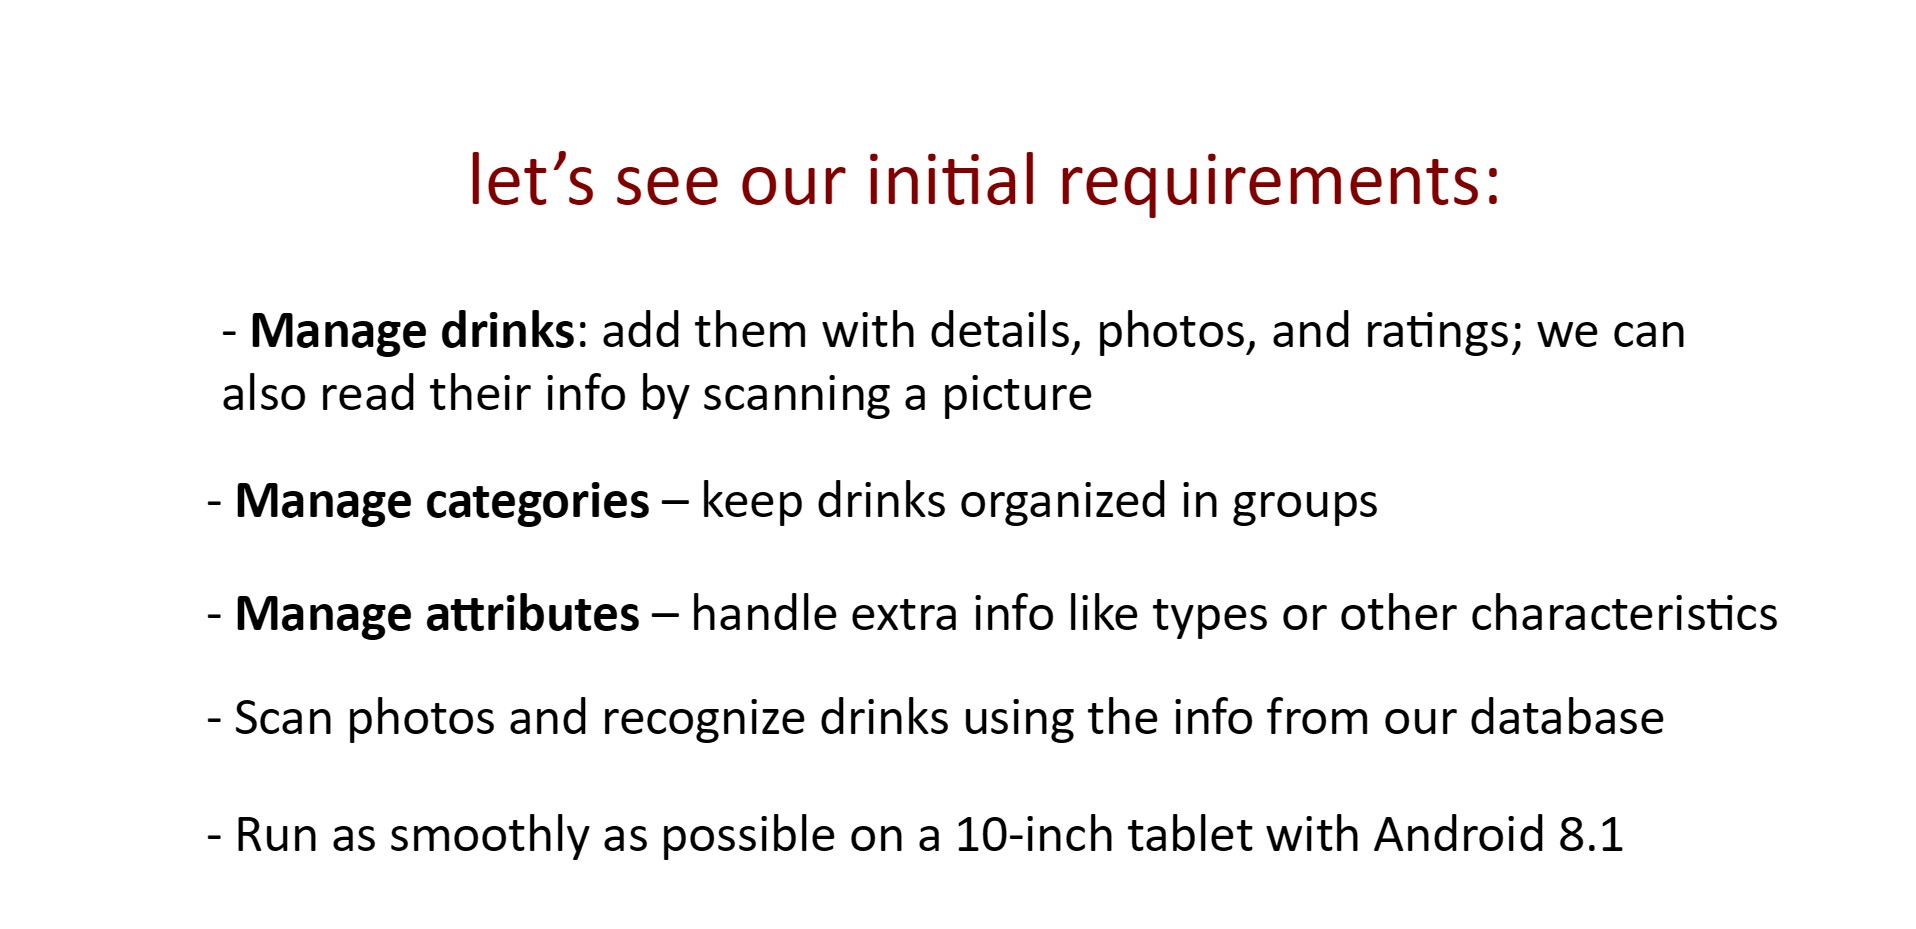 let’s see our initial requirements:
- Manage drinks: add them with details, photos, and ratings; we can
also read their info by scanning a picture
- Manage categories – keep drinks organized in groups
- Manage attributes – handle extra info like types or other characteristics
- Scan photos and recognize drinks using the info from our database
- Run as smoothly as possible on a 10-inch tablet with Android 8.1